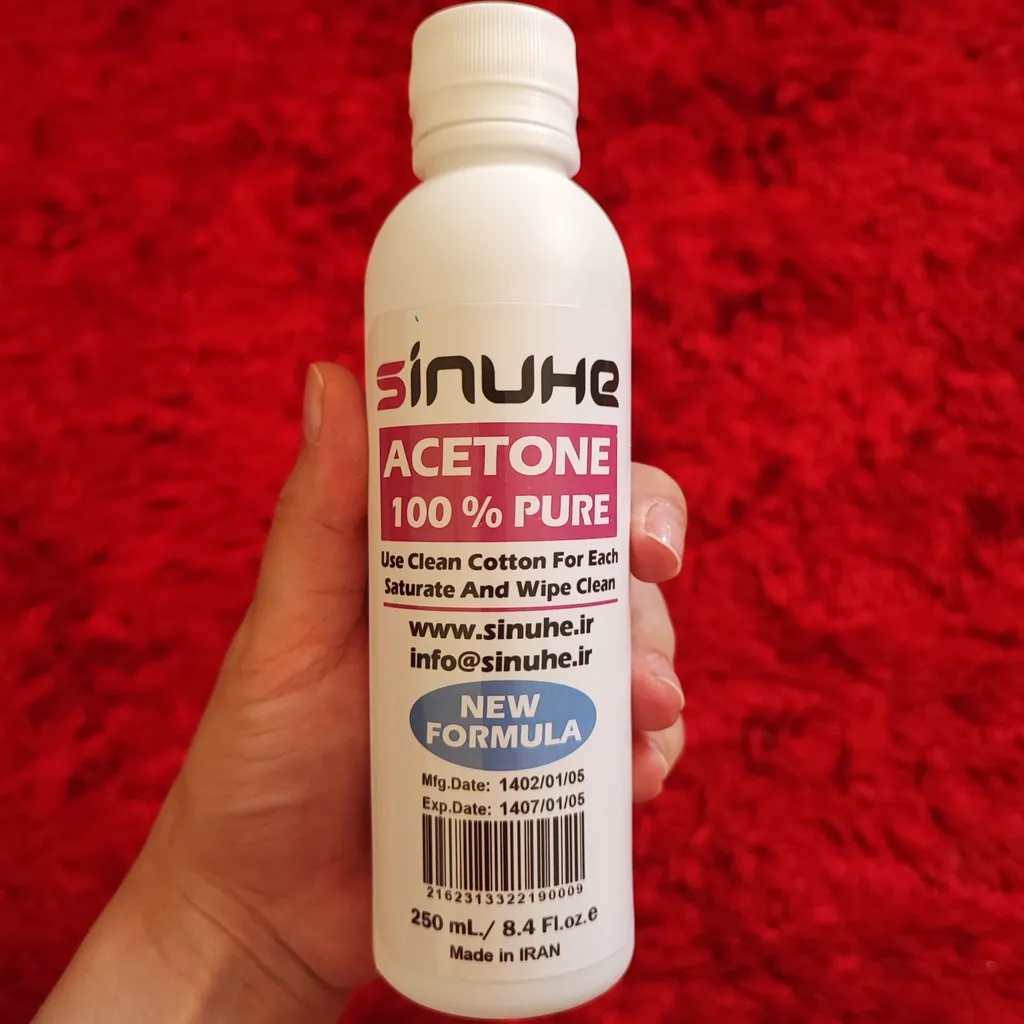 sinuhe
ACETONE
100 % PURE
Use Clean Cotton For Each
Saturate And Wipe Clean
www.sinuhe.ir
info@sinuhe.ir
NEW
FORMULA
Mfg.Date: 1402/01/05
Exp.Date: 1407/01/05
2162313322190009
250 mL./ 8.4 Fl.oz.e
Made in IRAN